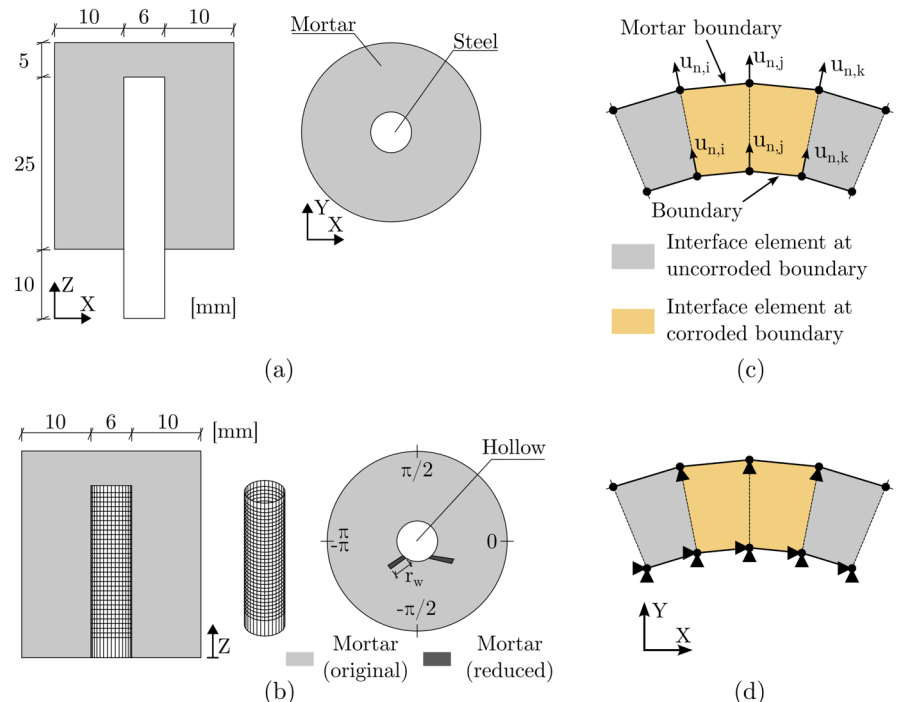 10 6 10
5
25
10
Z
X
[mm]
Mortar
Steel
Y
X
(a)
Mortar boundary
u_n,i
u_n,j
u_n,k
u_n,i
u_n,j
u_n,k
Boundary
Interface element at
uncorroded boundary
Interface element at
corroded boundary
(c)
10 6 10 [mm]
Z
Hollow
π/2
π
-π
0
r_w
-π/2
Mortar
(original)
Mortar
(reduced)
(b)
Y
X
(d)